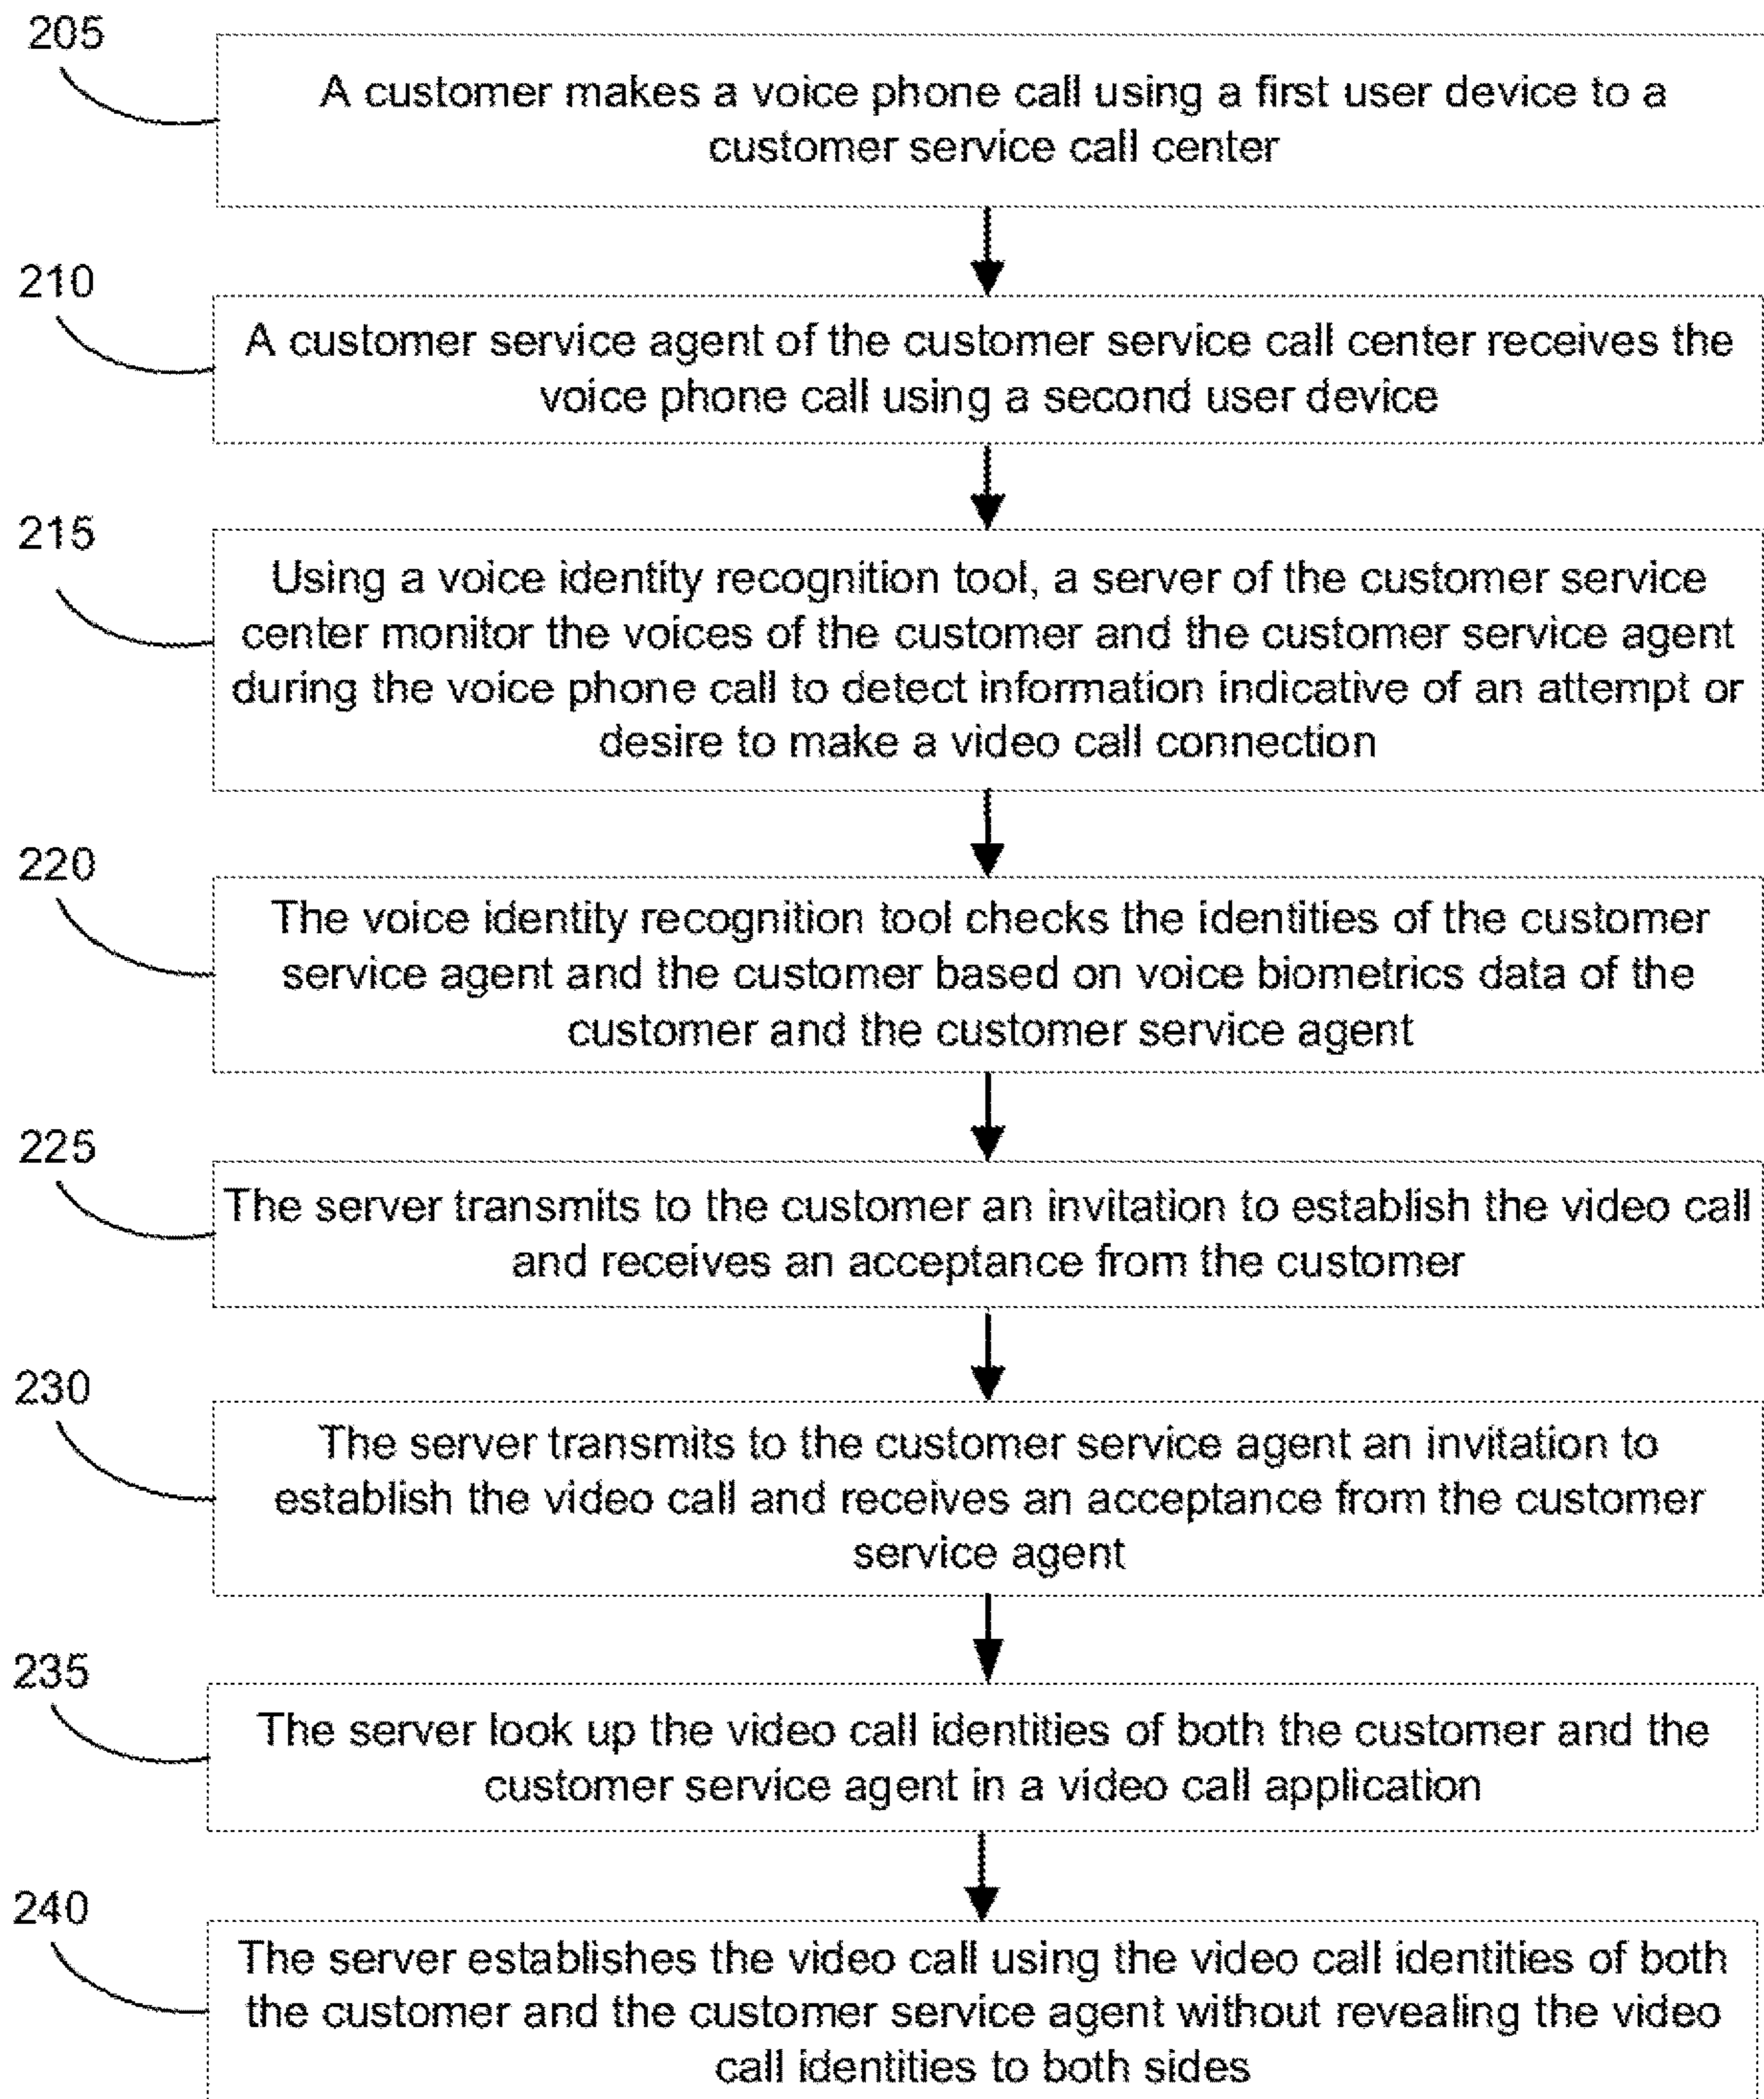 205
A customer makes a voice phone call using a first user device to a
customer service call center
210
A customer service agent of the customer service call center receives the
voice phone call using a second user device
215
Using a voice identity recognition tool, a server of the customer service
center monitor the voices of the customer and the customer service agent
during the voice phone call to detect information indicative of an attempt or
desire to make a video call connection
220
The voice identity recognition tool checks the identities of the customer
service agent and the customer based on voice biometrics data of the
customer and the customer service agent
225
The server transmits to the customer an invitation to establish the video call
and receives an acceptance from the customer
230
The server transmits to the customer service agent an invitation to
establish the video call and receives an acceptance from the customer
service agent
235
The server look up the video call identities of both the customer and the
customer service agent in a video call application
240
The server establishes the video call using the video call identities of both
the customer and the customer service agent without revealing the video
call identities to both sides